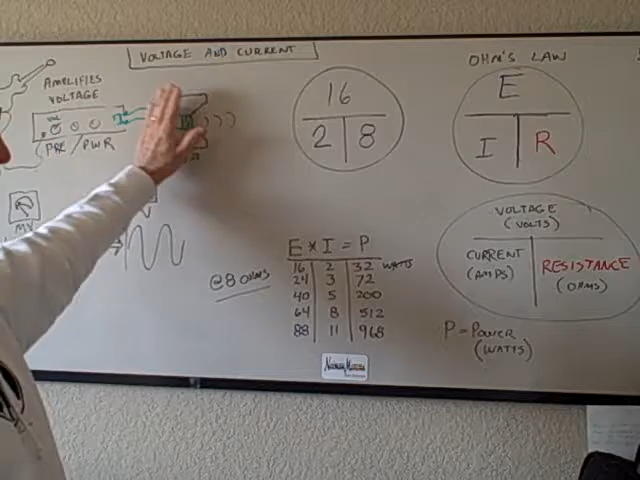 VOLTAGE AND CURRENT
AMPLIFIES
VOLTAGE
VOL
PRE / PWR
MV
16
2 8
OHM'S LAW
E
I R
VOLTAGE
(VOLTS)
CURRENT
(AMPS)
RESISTANCE
(OHMS)
@ 8 OHMS
E * I = P
16 2 32 WATTS
24 3 72
40 5 200
64 8 512
88 11 968
P = POWER
(WATTS)